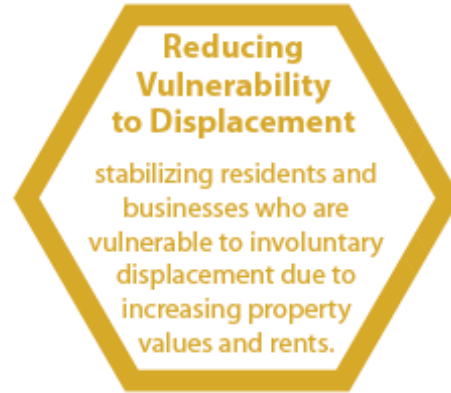 Reducing
Vulnerability
to Displacement
stabilizing residents and
businesses who are
vulnerable to involuntary
displacement due to
increasing property
values and rents.